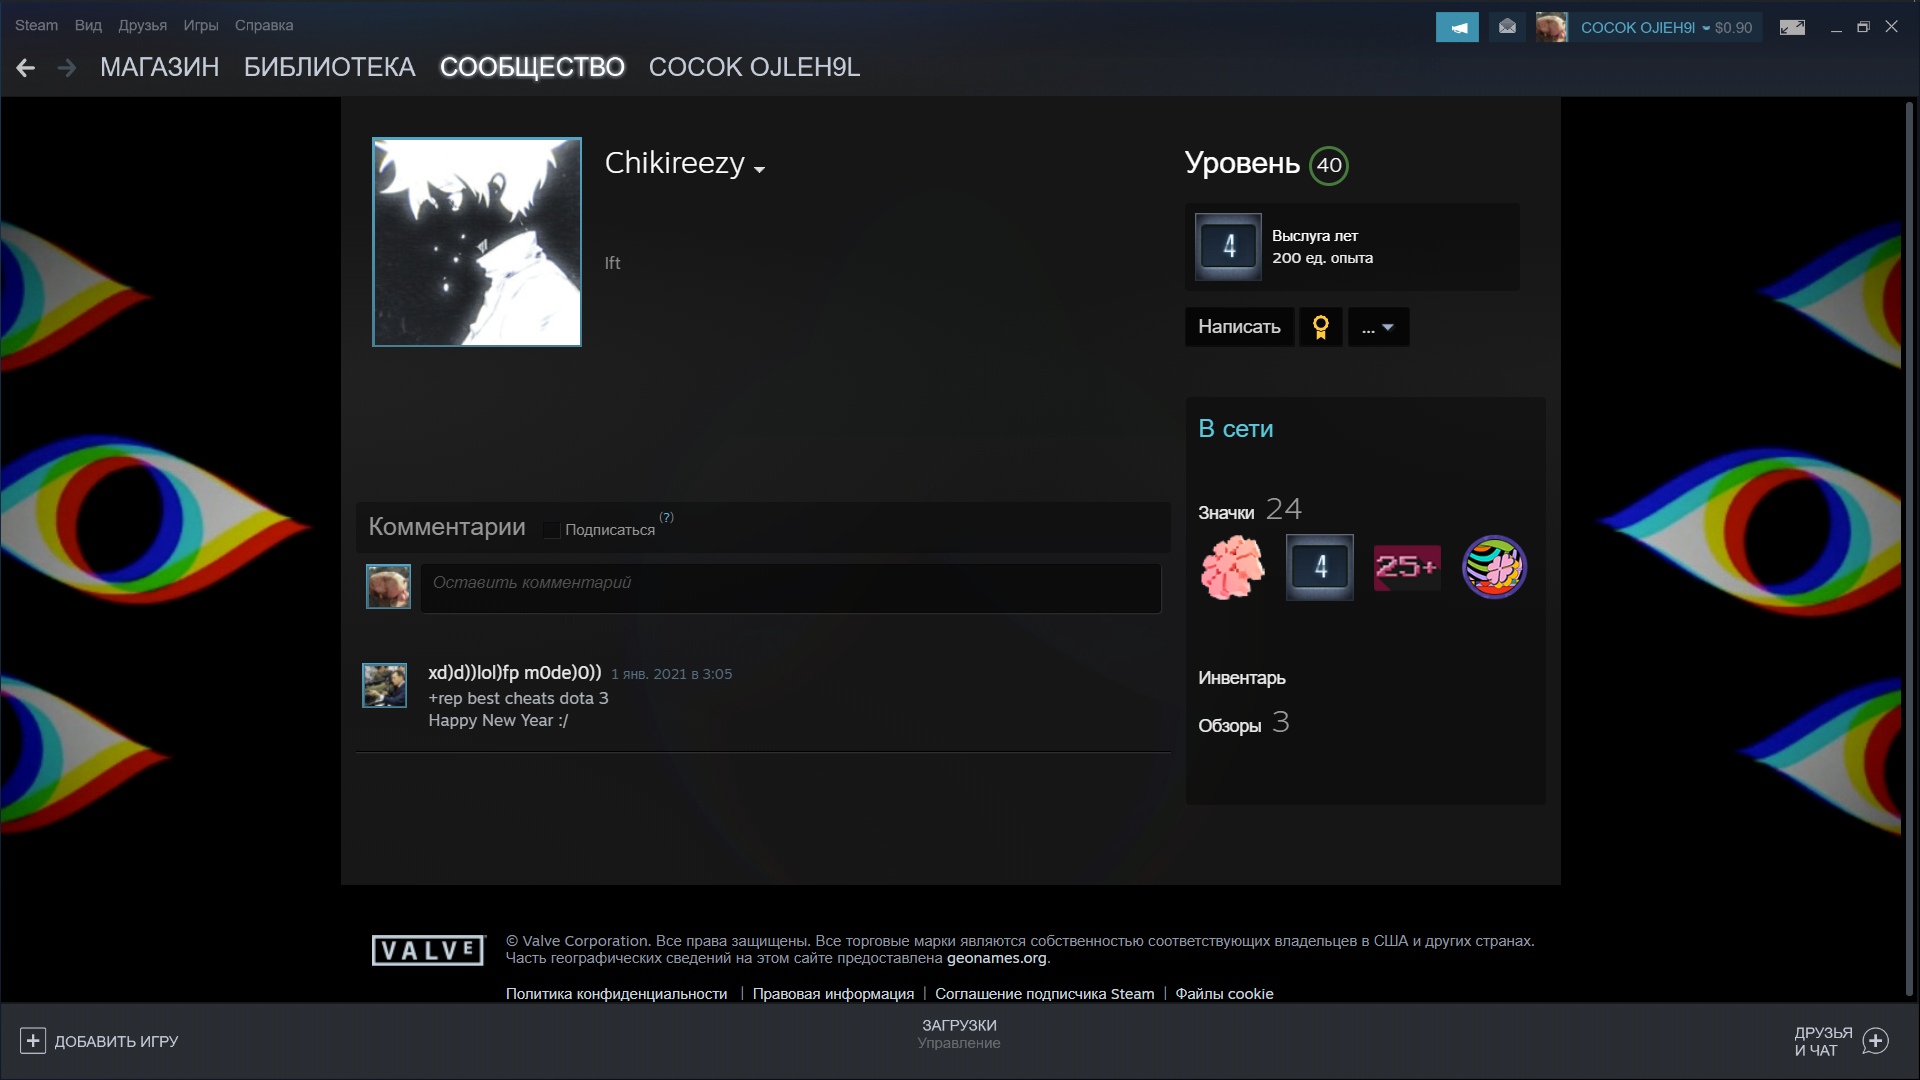 Steam Вид Друзья Игры Справка
COCOK OJIEH9I $0.90
МАГАЗИН БИБЛИОТЕКА СООБЩЕСТВО COCOK OJLEH9L
Chikireezy
lft
Уровень 40
4
Выслуга лет
200 ед. опыта
Написать ...
В сети
Значки 24
4 25+
Инвентарь
Обзоры 3
Комментарии Подписаться (?)
Оставить комментарий
xd)d))lol)fp m0de)0)) 1 янв. 2021 в 3:05
+rep best cheats dota 3
Happy New Year :/
VALVE
© Valve Corporation. Все права защищены. Все торговые марки являются собственностью соответствующих владельцев в США и других странах.
Часть географических сведений на этом сайте предоставлена geonames.org.
Политика конфиденциальности | Правовая информация | Соглашение подписчика Steam | Файлы cookie
ДОБАВИТЬ ИГРУ
ЗАГРУЗКИ
Управление
ДРУЗЬЯ
И ЧАТ